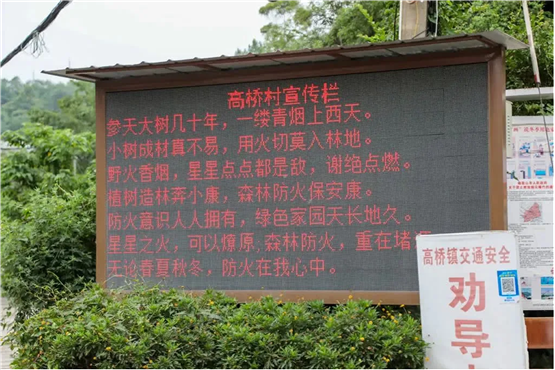 高桥村宣传栏
参天大树几十年，一缕青烟上西天。
小树成材真不易，用火切莫入林地。
野火香烟，星星点点都是敌，谢绝点燃。
植树造林奔小康，森林防火保安康。
防火意识人人拥有，绿色家园天长地久。
星星之火，可以燎原，森林防火，重在堵
无论春夏秋冬，防火在我心中。
高桥镇交通安全
劝导